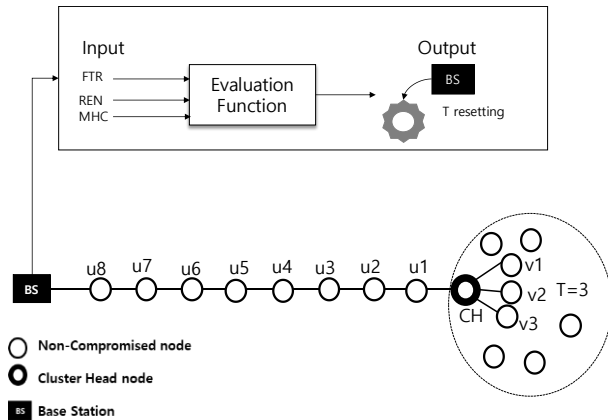 Input
Output
FTR
REN
MHC
Evaluation
Function
BS
T resetting
u8 u7 u6 u5 u4 u3 u2 u1
BS
CH
v1
v2
v3
T=3
Non-Compromised node
Cluster Head node
BS Base Station